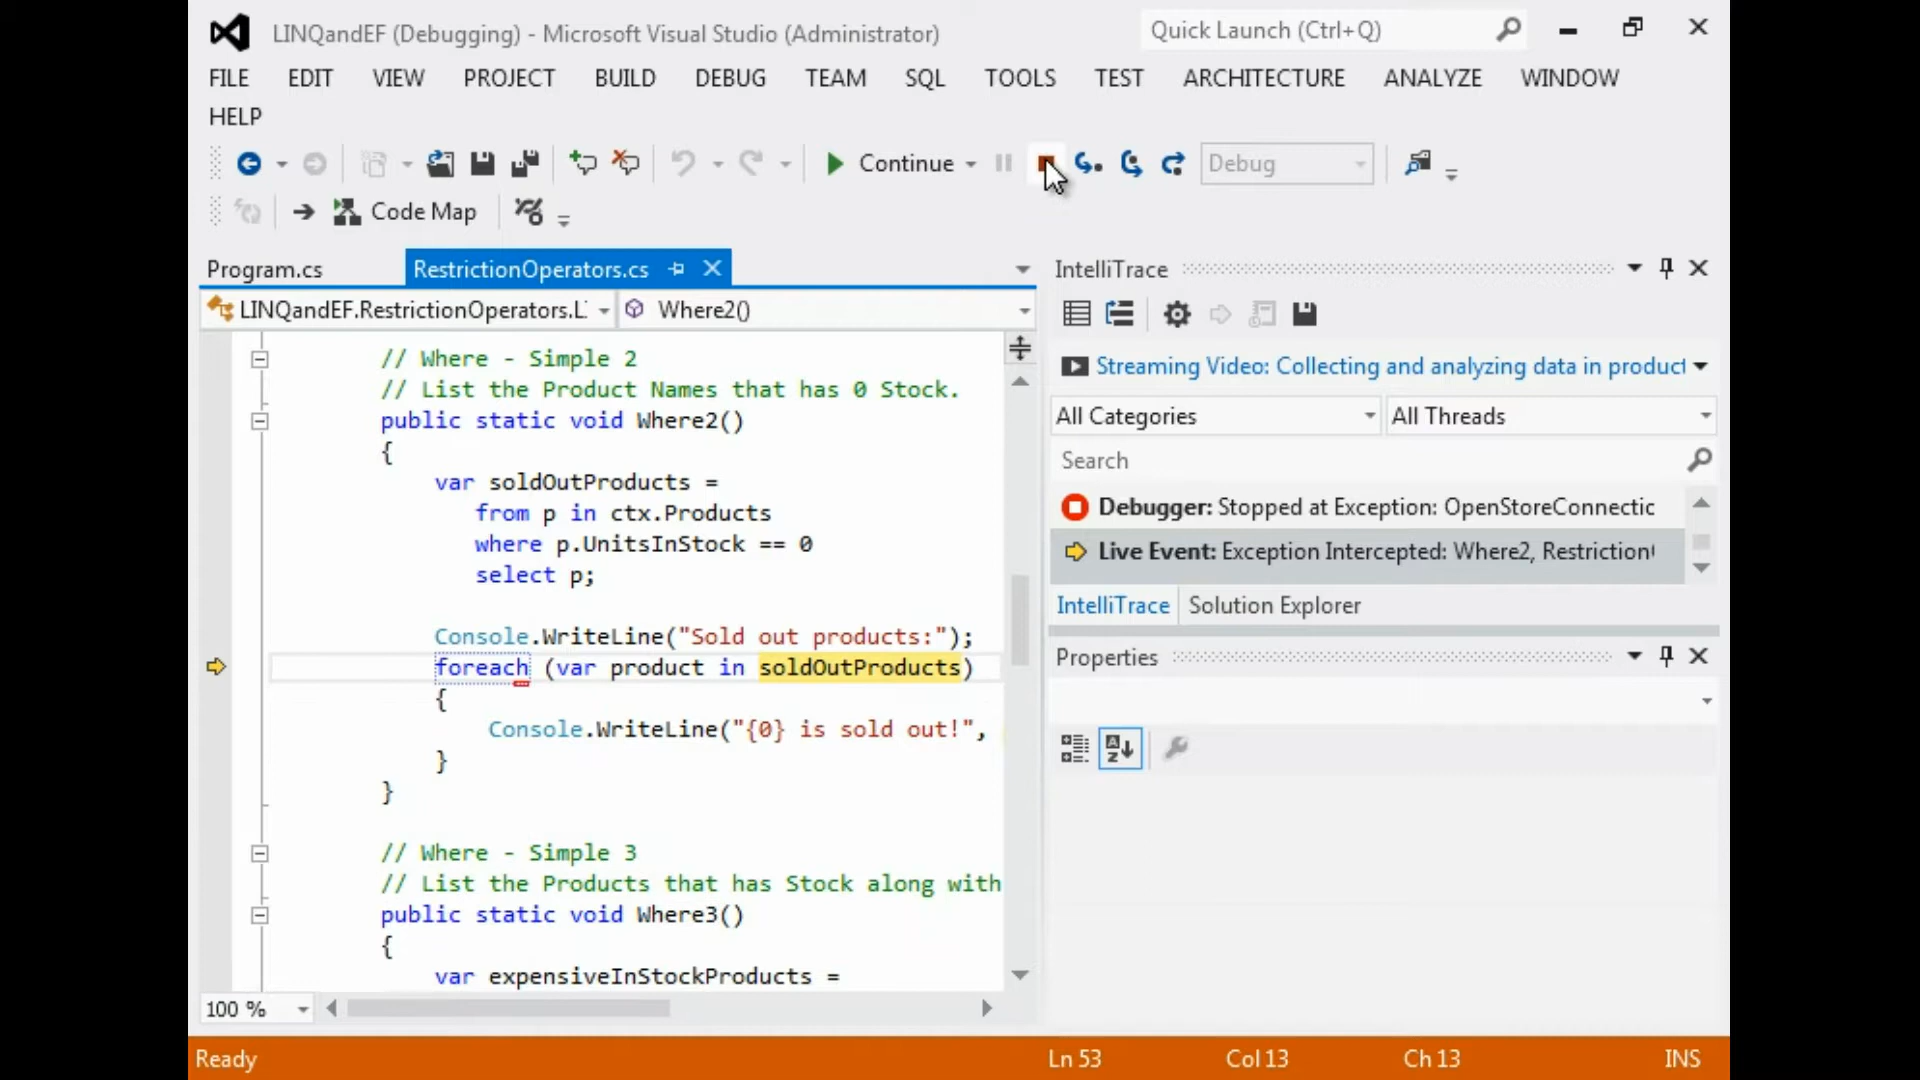 LINQandEF (Debugging) - Microsoft Visual Studio (Administrator)
Quick Launch (Ctrl+Q)
FILE EDIT VIEW PROJECT BUILD DEBUG TEAM SQL TOOLS TEST ARCHITECTURE ANALYZE WINDOW
HELP
Continue
Debug
Code Map
Program.cs
RestrictionOperators.cs
LINQandEF.RestrictionOperators.L
Where2()
// Where - Simple 2
// List the Product Names that has 0 Stock.
public static void Where2()
{
var soldOutProducts =
from p in ctx.Products
where p.UnitsInStock == 0
select p;
Console.WriteLine("Sold out products:");
foreach (var product in soldOutProducts)
{
Console.WriteLine("{0} is sold out!",
}
}
// Where - Simple 3
// List the Products that has Stock along with
public static void Where3()
{
var expensiveInStockProducts =
100 %
IntelliTrace
Streaming Video: Collecting and analyzing data in product
All Categories
All Threads
Search
Debugger: Stopped at Exception: OpenStoreConnectic
Live Event: Exception Intercepted: Where2, Restriction
IntelliTrace
Solution Explorer
Properties
Ready
Ln 53
Col 13
Ch 13
INS